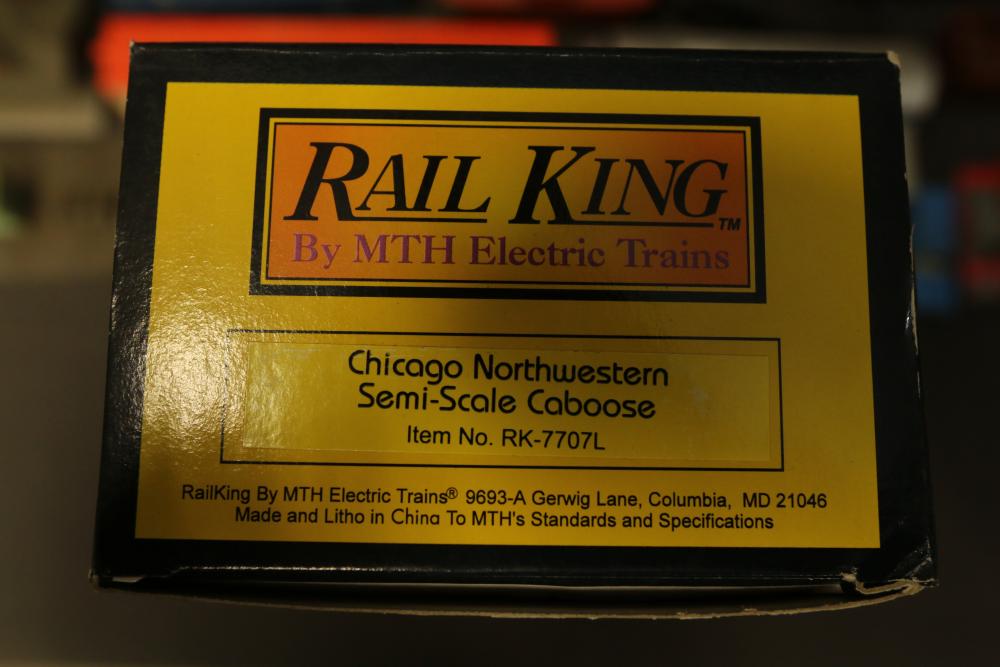 RAIL KING™
By MTH Electric Trains
Chicago Northwestern
Semi-Scale Caboose
Item No. RK-7707L
RailKing By MTH Electric Trains® 9693-A Gerwig Lane, Columbia, MD 21046
Made and Litho in China To MTH's Standards and Specifications